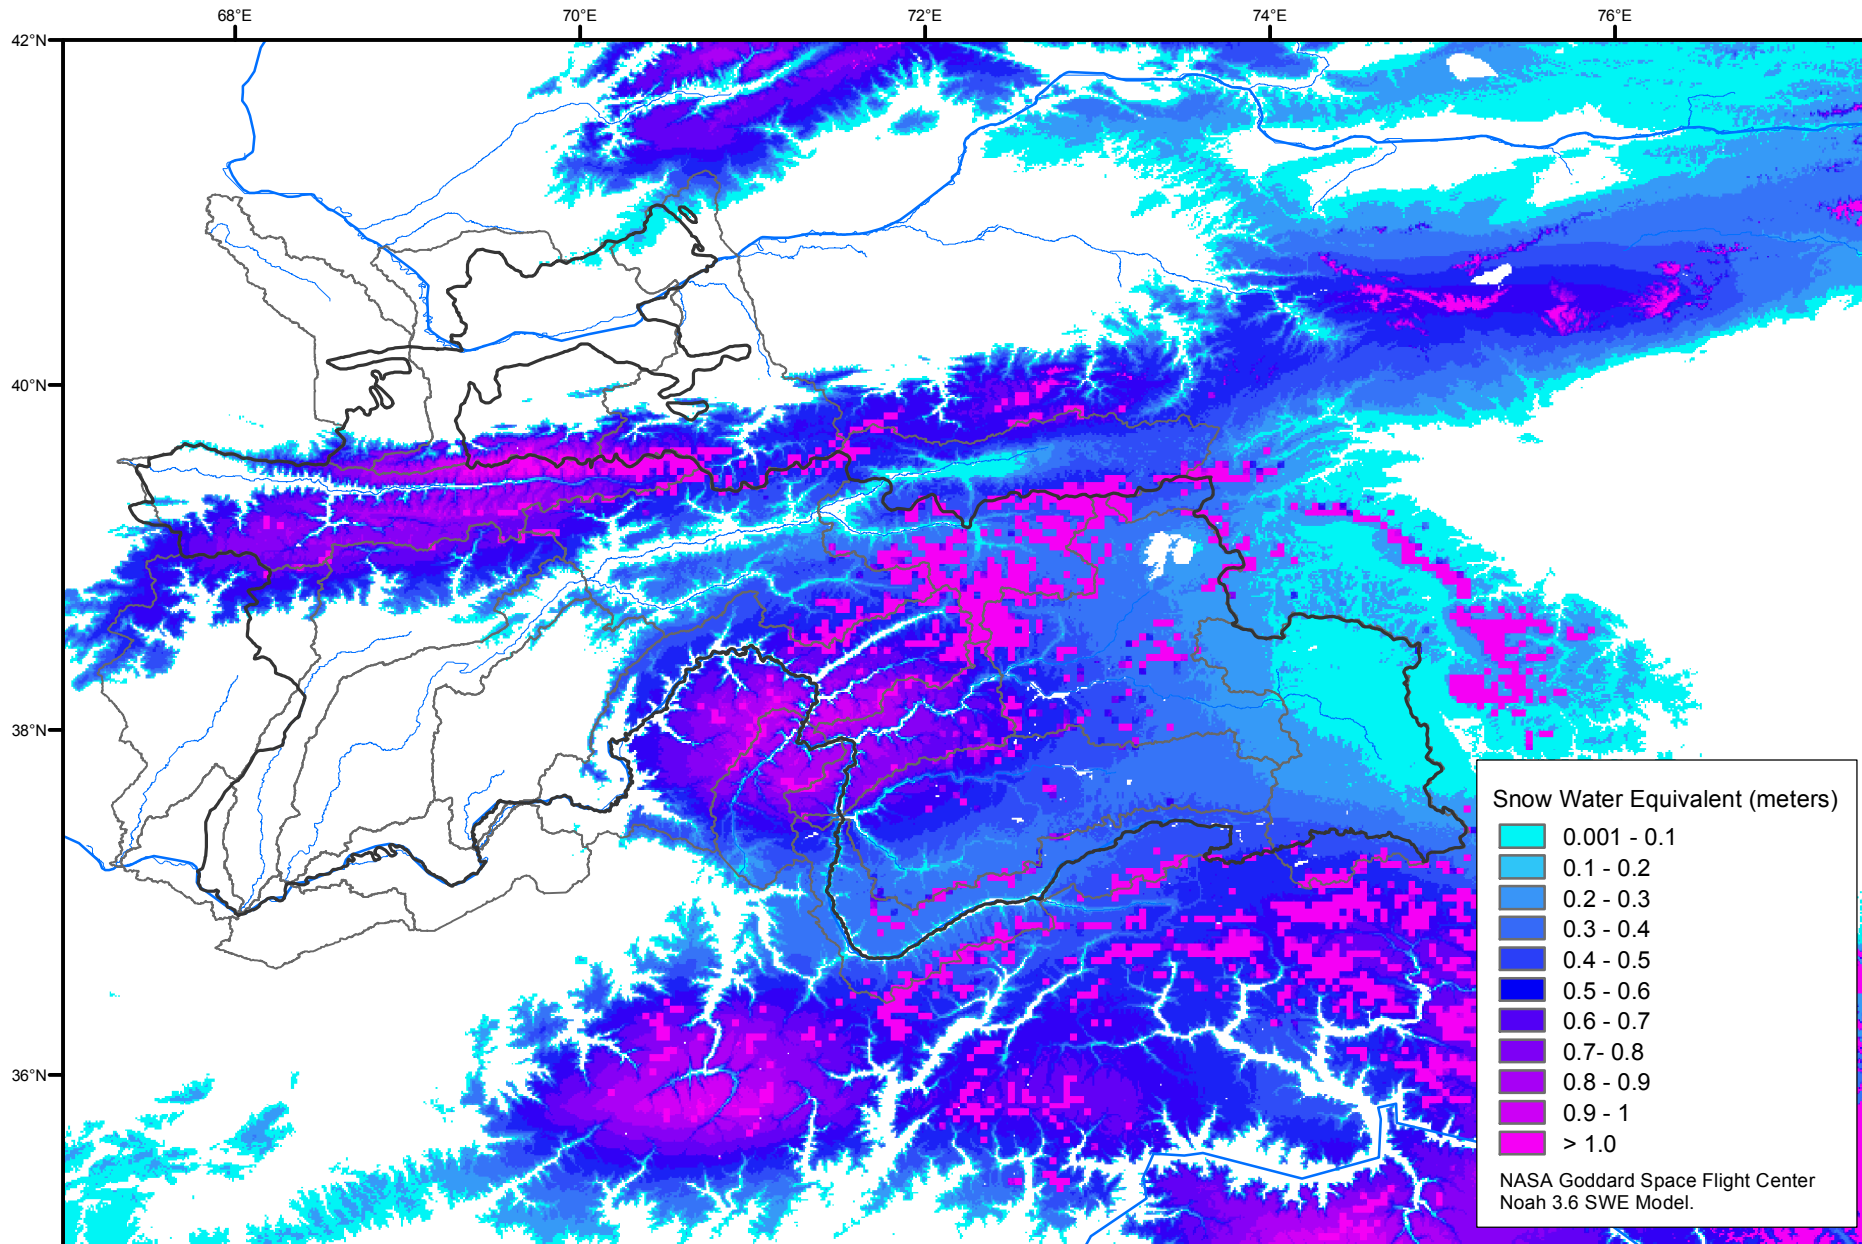 68°E 70°E 72°E 74°E 76°E
42°N
40°N
38°N
36°N
Snow Water Equivalent (meters)
0.001 - 0.1
0.1 - 0.2
0.2 - 0.3
0.3 - 0.4
0.4 - 0.5
0.5 - 0.6
0.6 - 0.7
0.7- 0.8
0.8 - 0.9
0.9 - 1
> 1.0
NASA Goddard Space Flight Center
Noah 3.6 SWE Model.